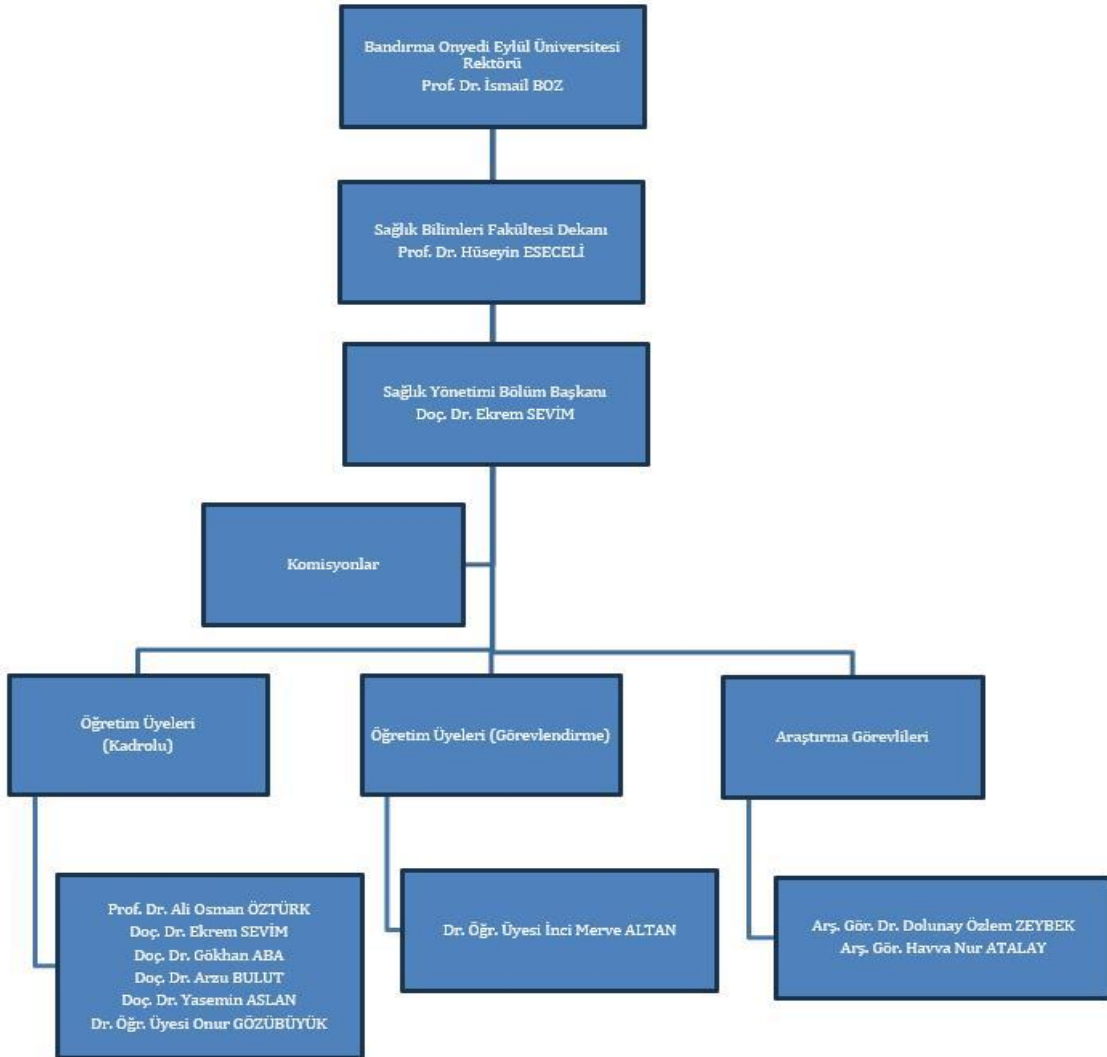 Bandırma Onyedi Eylül Üniversitesi
Rektörü
Prof. Dr. İsmail BOZ
Sağlık Bilimleri Fakültesi Dekanı
Prof. Dr. Hüseyin ESECELİ
Sağlık Yönetimi Bölüm Başkanı
Doç. Dr. Ekrem SEVİM
Komisyonlar
Öğretim Üyeleri
(Kadrolu)
Öğretim Üyeleri (Görevlendirme)
Araştırma Görevlileri
Prof. Dr. Ali Osman ÖZTÜRK
Doç. Dr. Ekrem SEVİM
Doç. Dr. Gökhan ABA
Doç. Dr. Arzu BULUT
Doç. Dr. Yasemin ASLAN
Dr. Öğr. Üyesi Onur GÖZÜBÜYÜK
Dr. Öğr. Üyesi İnci Merve ALTAN
Arş. Gör. Dr. Dolunay Özlem ZEYBEK
Arş. Gör. Havva Nur ATALAY